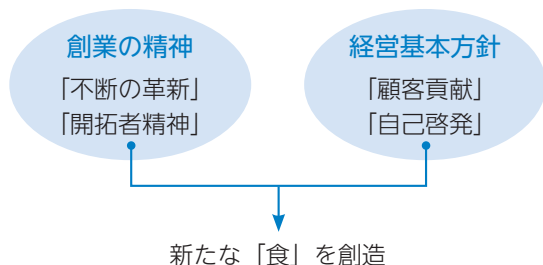 創業の精神
「不断の革新」
「開拓者精神」
経営基本方針
「顧客貢献」
「自己啓発」
新たな「食」を創造